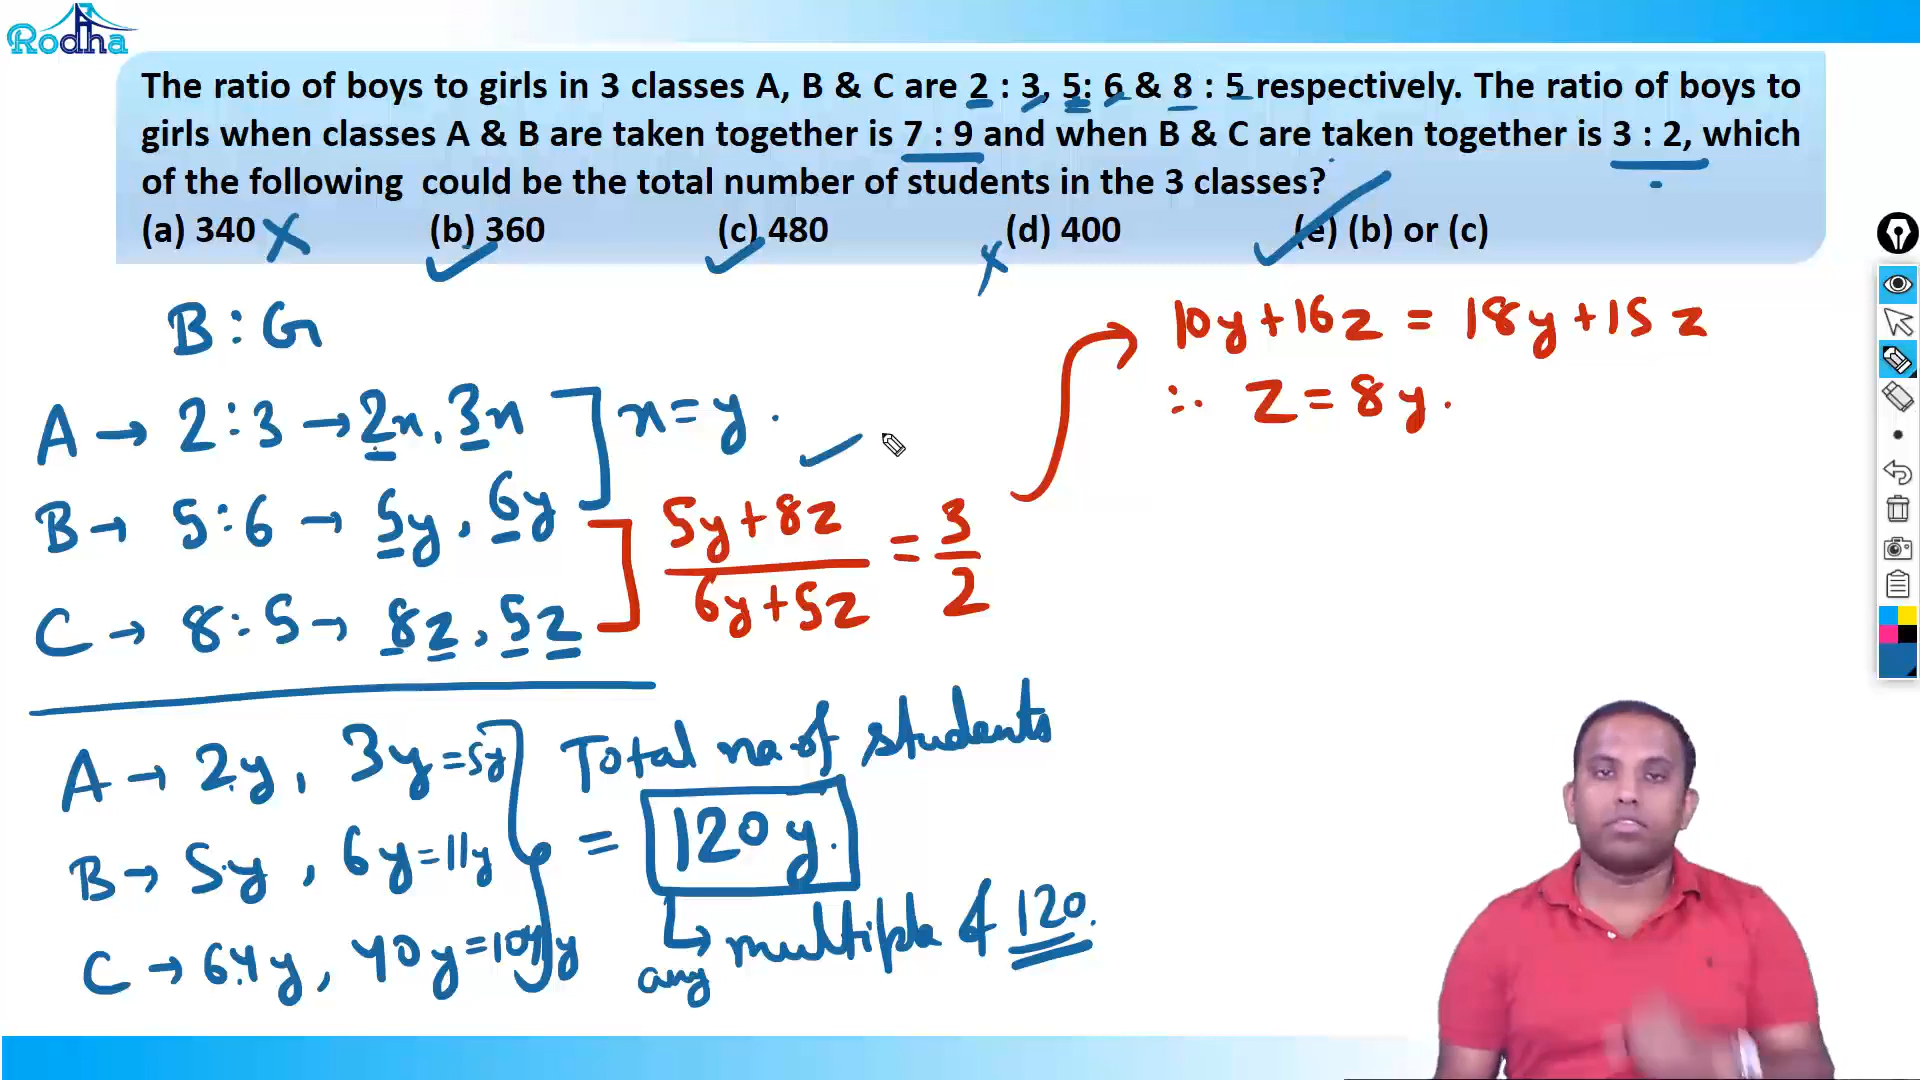 Rodha
The ratio of boys to girls in 3 classes A, B & C are 2 : 3, 5: 6 & 8 : 5 respectively. The ratio of boys to
girls when classes A & B are taken together is 7 : 9 and when B & C are taken together is 3 : 2, which
of the following could be the total number of students in the 3 classes?
(a) 340 (b) 360 (c) 480 (d) 400 (e) (b) or (c)
B : G
A → 2 : 3 → 2x, 3x
x = y.
B → 5 : 6 → 5y, 6y
C → 8 : 5 → 8z, 5z
5y + 8z / 6y + 5z = 3 / 2
10y + 16z = 18y + 15z
∴ z = 8y.
A → 2y, 3y = 5y
B → 5y, 6y = 11y
C → 64y, 40y = 104y
Total no. of students
= 120y.
→ any multiple of 120.